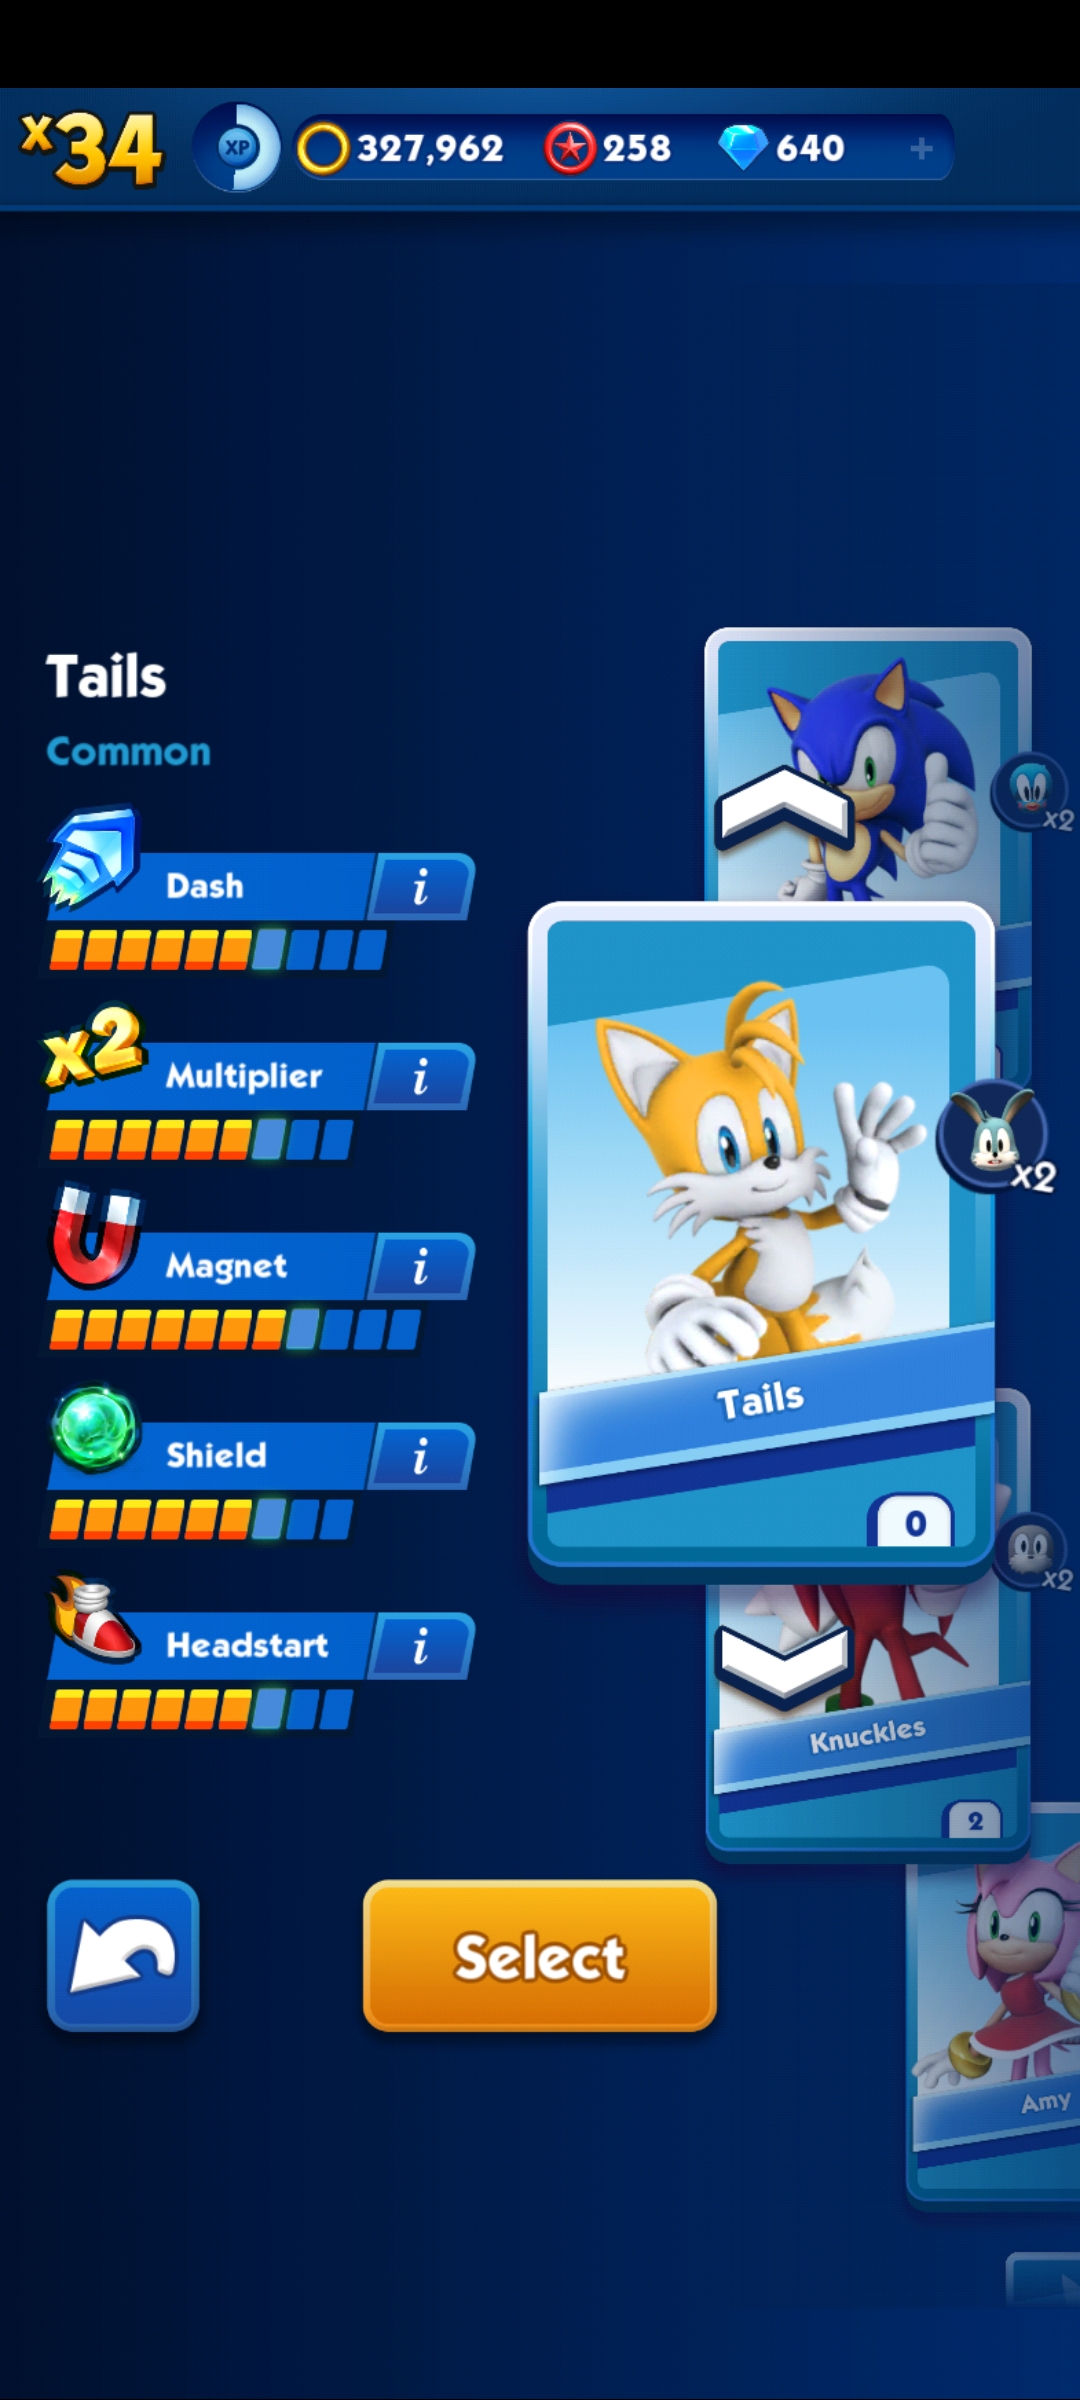 x34
XP
327,962
258
640
+
Tails
Common
Dash
i
x2
Multiplier
i
Magnet
i
Shield
i
Headstart
i
x2
Tails
x2
0
x2
Knuckles
2
Select
Amy